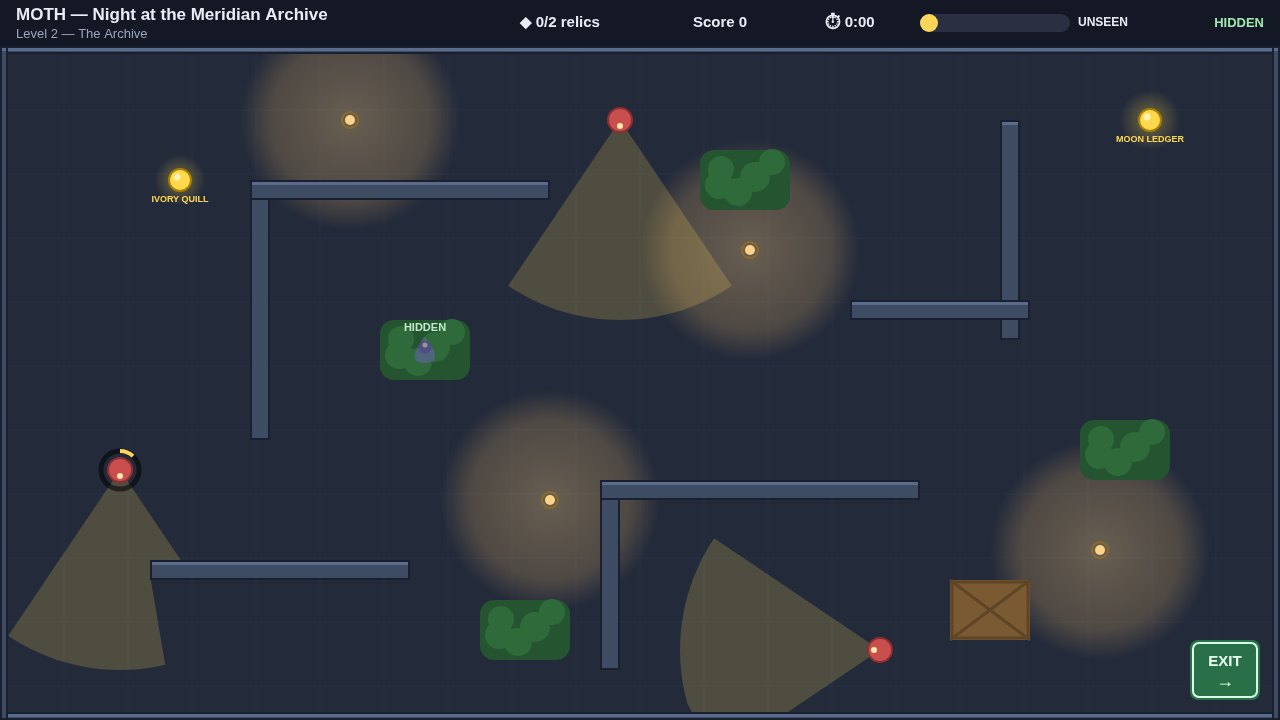 MOTH — Night at the Meridian Archive
Level 2 — The Archive
◆ 0/2 relics
Score 0
⏱ 0:00
UNSEEN
HIDDEN
MOON LEDGER
IVORY QUILL
HIDDEN
EXIT
→